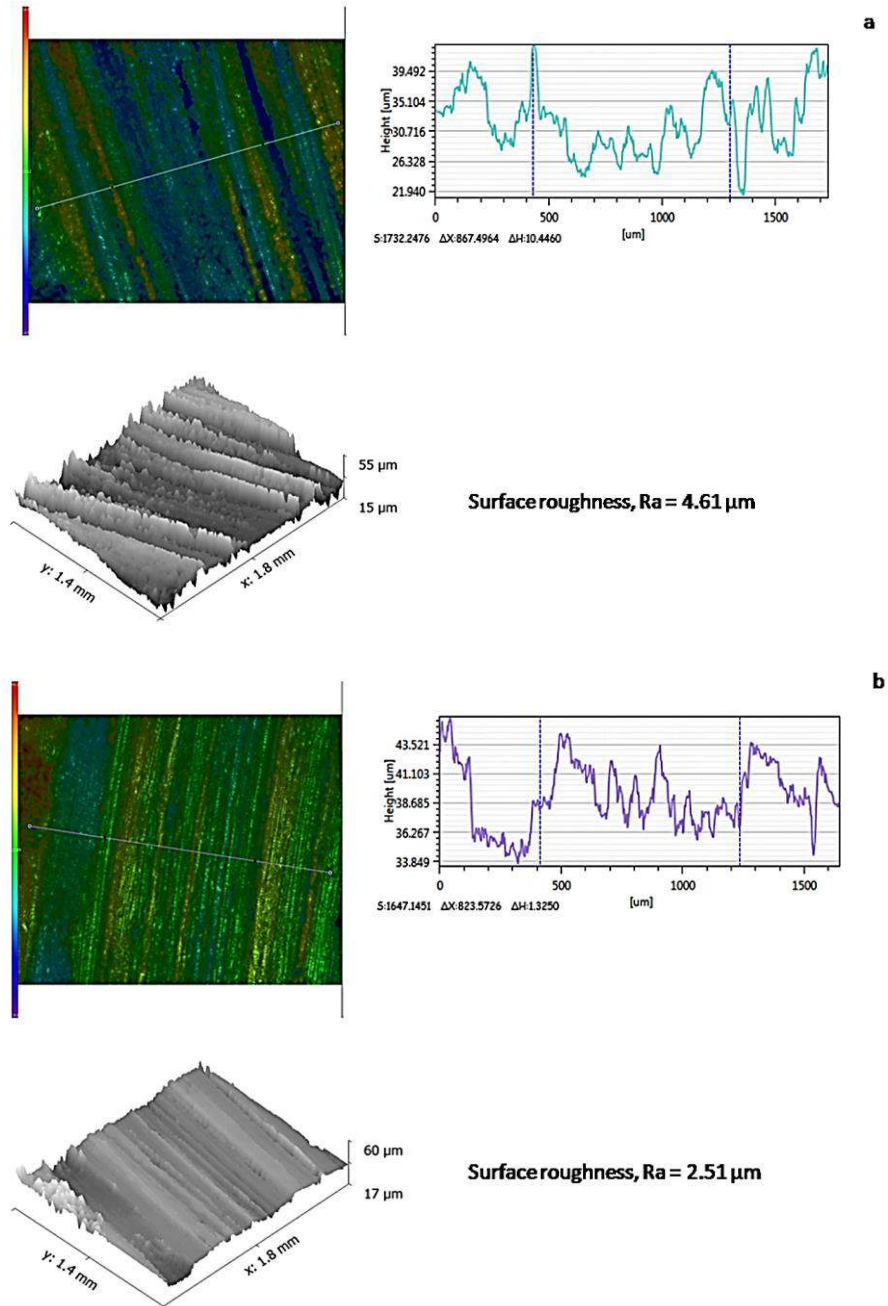 a
39.492
35.104
30.716
26.328
21.940
Height [um]
0 500 1000 1500
[um]
S:1732.2476 ΔX:867.4964 ΔH:10.4460
55 µm
15 µm
y: 1.4 mm
x: 1.8 mm
Surface roughness, Ra = 4.61 µm
b
43.521
41.103
38.685
36.267
33.849
Height [um]
0 500 1000 1500
[um]
S:1647.1451 ΔX:823.5726 ΔH:1.3250
60 µm
17 µm
y: 1.4 mm
x: 1.8 mm
Surface roughness, Ra = 2.51 µm